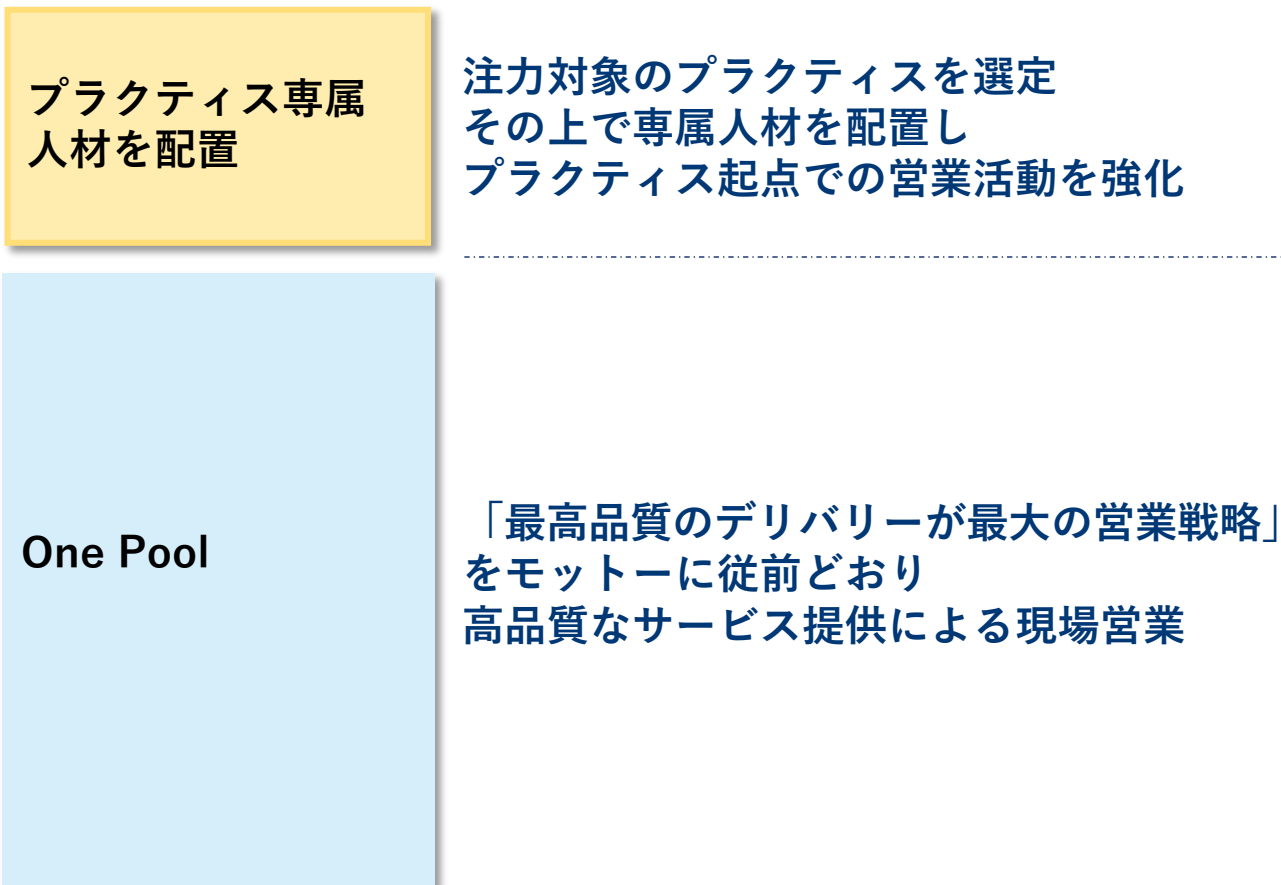 プラクティス専属
人材を配置
注力対象のプラクティスを選定
その上で専属人材を配置し
プラクティス起点での営業活動を強化
One Pool
「最高品質のデリバリーが最大の営業戦略」
をモットーに従前どおり
高品質なサービス提供による現場営業